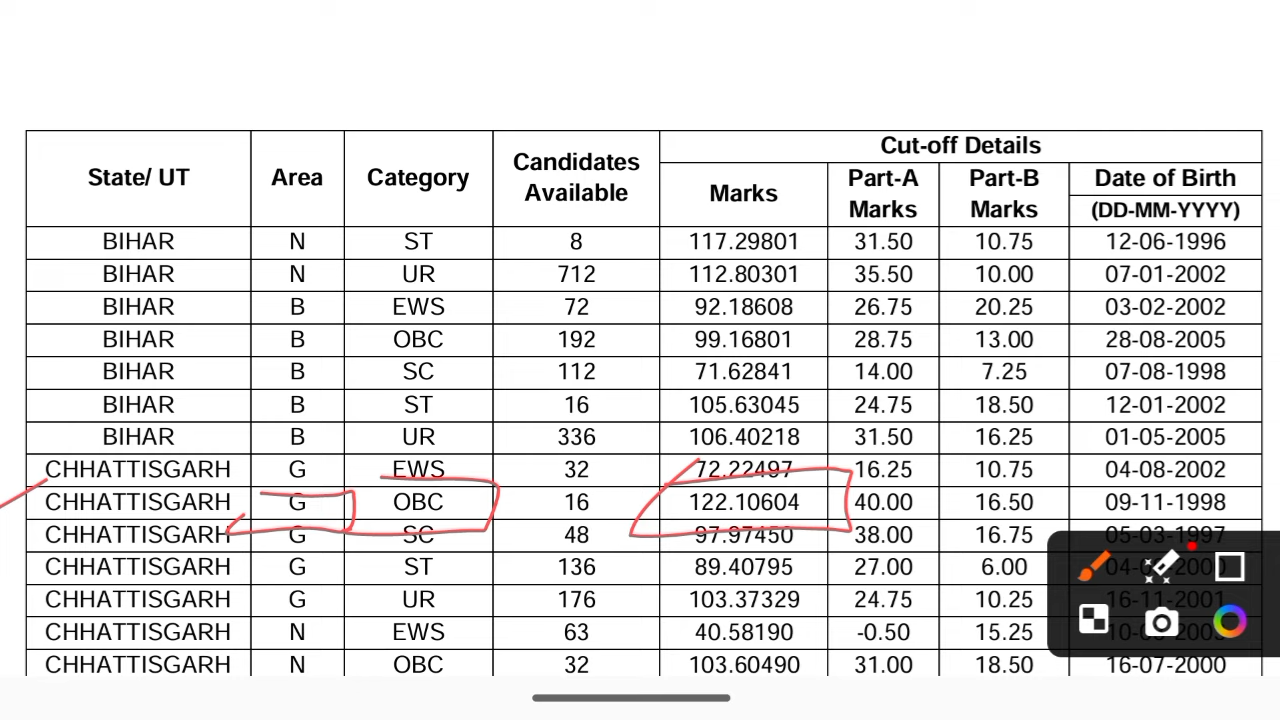 State/ UT Area Category Candidates Available Cut-off Details
Marks Part-A Marks Part-B Marks Date of Birth
(DD-MM-YYYY)
BIHAR N ST 8 117.29801 31.50 10.75 12-06-1996
BIHAR N UR 712 112.80301 35.50 10.00 07-01-2002
BIHAR B EWS 72 92.18608 26.75 20.25 03-02-2002
BIHAR B OBC 192 99.16801 28.75 13.00 28-08-2005
BIHAR B SC 112 71.62841 14.00 7.25 07-08-1998
BIHAR B ST 16 105.63045 24.75 18.50 12-01-2002
BIHAR B UR 336 106.40218 31.50 16.25 01-05-2005
CHHATTISGARH G EWS 32 72.22497 16.25 10.75 04-08-2002
CHHATTISGARH G OBC 16 122.10604 40.00 16.50 09-11-1998
CHHATTISGARH G SC 48 97.97450 38.00 16.75 05-03-1997
CHHATTISGARH G ST 136 89.40795 27.00 6.00
CHHATTISGARH G UR 176 103.37329 24.75 10.25 16-11-2001
CHHATTISGARH N EWS 63 40.58190 -0.50 15.25
CHHATTISGARH N OBC 32 103.60490 31.00 18.50 16-07-2000